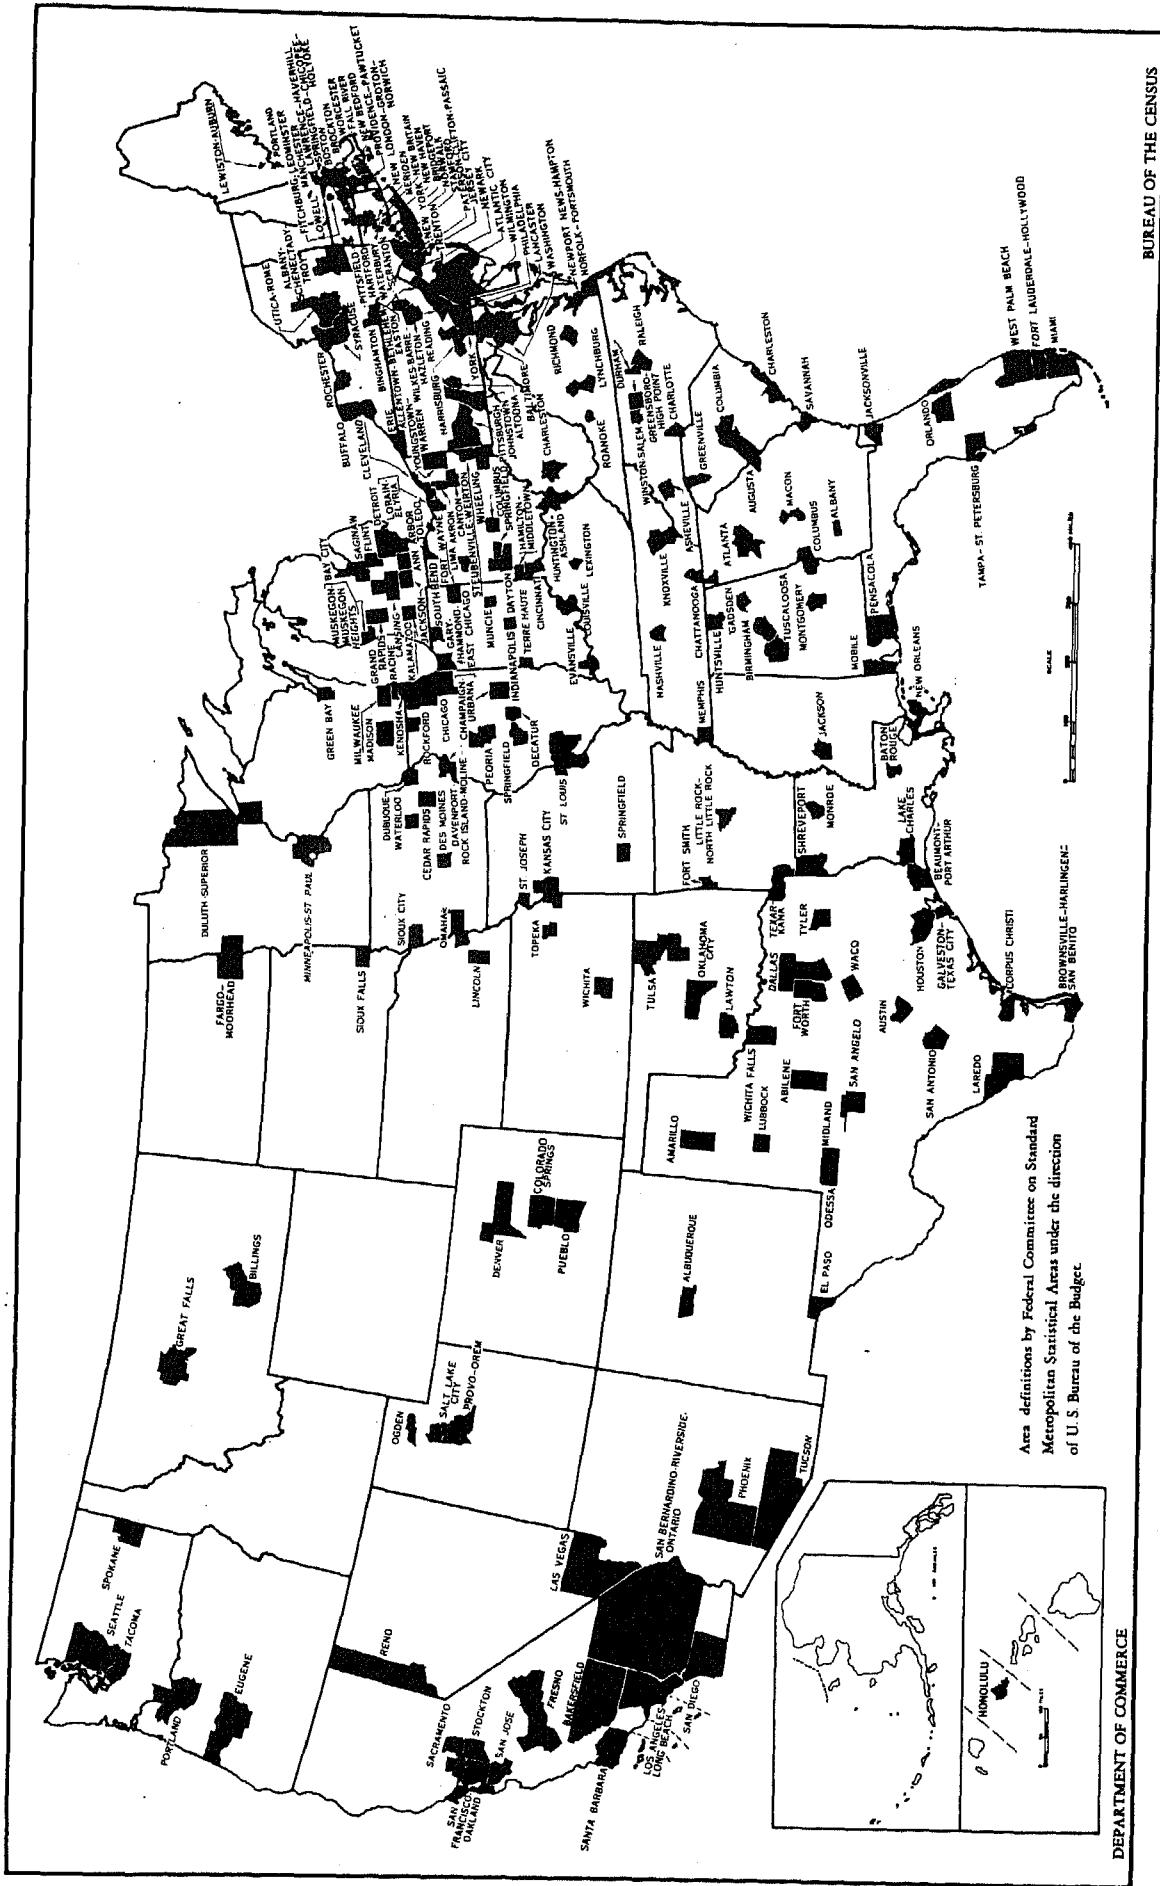 SPOKANE
SEATTLE
TACOMA
PORTLAND
EUGENE
GREAT FALLS
BILLINGS
RENO
SACRAMENTO
STOCKTON
SAN JOSE
SAN
FRANCISCO-
OAKLAND
FRESNO
BAKERSFIELD
SANTA BARBARA
LOS ANGELES-
LONG BEACH
SAN DIEGO
SAN BERNARDINO-RIVERSIDE-
ONTARIO
LAS VEGAS
OGDEN
SALT LAKE
CITY
PROVO-OREM
PHOENIX
TUCSON
DENVER
COLORADO
SPRINGS
PUEBLO
ALBUQUERQUE
EL PASO
FARGO-
MOORHEAD
SIOUX FALLS
DULUTH-SUPERIOR
MINNEAPOLIS-ST PAUL
SIOUX CITY
OMAHA
LINCOLN
TOPEKA
WICHITA
ST. JOSEPH
KANSAS CITY
SPRINGFIELD
ST LOUIS
DUBUQUE
WATERLOO
CEDAR RAPIDS
DES MOINES
DAVENPORT
ROCK ISLAND-MOLINE
TULSA
OKLAHOMA
CITY
LAWTON
AMARILLO
WICHITA FALLS
LUBBOCK
ABILENE
MIDLAND
ODESSA
SAN ANGELO
FORT
WORTH
DALLAS
TEXAR-
KANA
TYLER
WACO
AUSTIN
SAN ANTONIO
HOUSTON
GALVESTON-
TEXAS CITY
BEAUMONT-
PORT ARTHUR
CORPUS CHRISTI
LAREDO
BROWNSVILLE-HARLINGEN-
SAN BENITO
FORT SMITH
LITTLE ROCK-
NORTH LITTLE ROCK
SHREVEPORT
MONROE
LAKE
CHARLES
BATON
ROUGE
NEW ORLEANS
JACKSON
MEMPHIS
GREEN BAY
MILWAUKEE
MADISON
KENOSHA
RACINE
ROCKFORD
CHICAGO
CHAMPAIGN-
URBANA
PEORIA
SPRINGFIELD
DECATUR
MUSKEGON-
MUSKEGON
HEIGHTS
GRAND
RAPIDS
LANSING
KALAMAZOO
JACKSON
BAY CITY
SAGINAW
FLINT
DETROIT
ANN ARBOR
TOLEDO
LORAIN-
ELYRIA
SOUTH BEND
FORT WAYNE
LIMA
AKRON
CANTON
GARY-
HAMMOND-
EAST CHICAGO
STEUBENVILLE-WEIRTON
WHEELING
MUNCIE
INDIANAPOLIS
TERRE HAUTE
DAYTON
COLUMBUS
SPRINGFIELD
HAMILTON-
MIDDLETOWN
CINCINNATI
EVANSVILLE
LOUISVILLE
LEXINGTON
HUNTINGTON-
ASHLAND
CHARLESTON
CLEVELAND
BUFFALO
ROCHESTER
ERIE
YOUNGSTOWN-
WARREN
PITTSBURGH
JOHNSTOWN
ALTOONA
HARRISBURG
YORK
READING
ALLENTOWN-BETHLEHEM-
EASTON
WILKES-BARRE
HAZLETON
SCRANTON
BINGHAMTON
SYRACUSE
UTICA-ROME
ALBANY-
SCHENECTADY-
TROY
PITTSFIELD
HARTFORD
WATERBURY
LEWISTON-AUBURN
PORTLAND
LOWELL
FITCHBURG-LEOMINSTER
MANCHESTER
LAWRENCE-HAVERHILL
SPRINGFIELD-CHICOPEE-
HOLYOKE
BOSTON
BROCKTON
WORCESTER
FALL RIVER
NEW BEDFORD
PROVIDENCE-PAWTUCKET
NEW LONDON-GROTON-
NORWICH
MERIDEN
NEW BRITAIN
NEW HAVEN
BRIDGEPORT
NORWALK
STAMFORD
NEW YORK
PATERSON-CLIFTON-PASSAIC
JERSEY CITY
NEWARK
TRENTON
ATLANTIC CITY
WILMINGTON
PHILADELPHIA
LANCASTER
WASHINGTON
BALTIMORE
NEWPORT NEWS-HAMPTON
NORFOLK-PORTSMOUTH
RICHMOND
LYNCHBURG
ROANOKE
DURHAM
RALEIGH
WINSTON-SALEM
GREENSBORO-
HIGH POINT
CHARLOTTE
ASHEVILLE
GREENVILLE
COLUMBIA
CHARLESTON
NASHVILLE
KNOXVILLE
CHATTANOOGA
HUNTSVILLE
GADSDEN
BIRMINGHAM
TUSCALOOSA
MONTGOMERY
MOBILE
PENSACOLA
ATLANTA
AUGUSTA
MACON
COLUMBUS
ALBANY
SAVANNAH
JACKSONVILLE
ORLANDO
TAMPA-ST. PETERSBURG
WEST PALM BEACH
FORT LAUDERDALE-HOLLYWOOD
MIAMI
SCALE
HONOLULU
Area definitions by Federal Committee on Standard
Metropolitan Statistical Areas under the direction
of U. S. Bureau of the Budget.
DEPARTMENT OF COMMERCE
BUREAU OF THE CENSUS